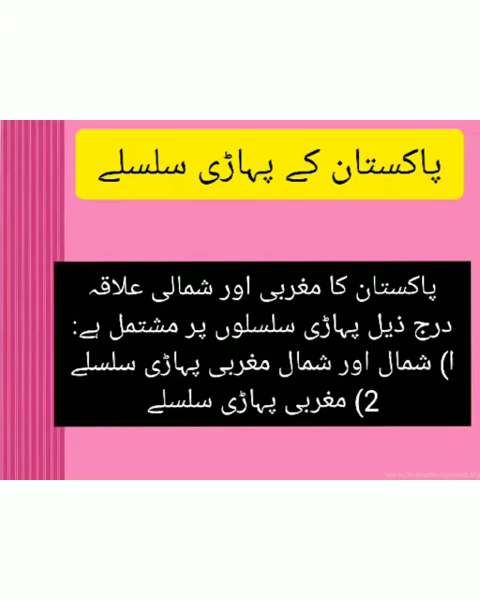 پاکستان کے پہاڑی سلسلے
پاکستان کا مغربی اور شمالی علاقہ
درج ذیل پہاڑی سلسلوں پر مشتمل ہے:
ا) شمال اور شمال مغربی پہاڑی سلسلے
2) مغربی پہاڑی سلسلے